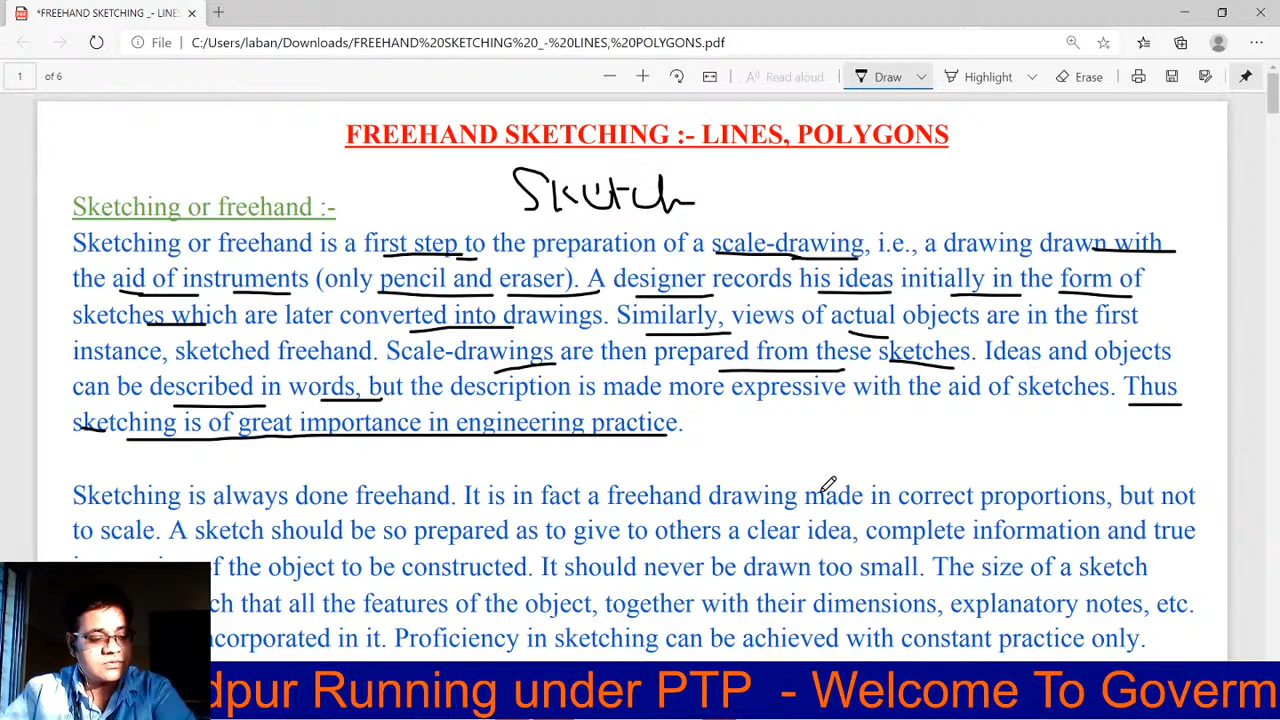 *FREEHAND SKETCHING _- LINES
File C:/Users/laban/Downloads/FREEHAND%20SKETCHING%20_-%20LINES,%20POLYGONS.pdf
1 of 6 Read aloud Draw Highlight Erase
FREEHAND SKETCHING :- LINES, POLYGONS
Sketch
Sketching or freehand :-
Sketching or freehand is a first step to the preparation of a scale-drawing, i.e., a drawing drawn with
the aid of instruments (only pencil and eraser). A designer records his ideas initially in the form of
sketches which are later converted into drawings. Similarly, views of actual objects are in the first
instance, sketched freehand. Scale-drawings are then prepared from these sketches. Ideas and objects
can be described in words, but the description is made more expressive with the aid of sketches. Thus
sketching is of great importance in engineering practice.
Sketching is always done freehand. It is in fact a freehand drawing made in correct proportions, but not
to scale. A sketch should be so prepared as to give to others a clear idea, complete information and true
of the object to be constructed. It should never be drawn too small. The size of a sketch
that all the features of the object, together with their dimensions, explanatory notes, etc.
incorporated in it. Proficiency in sketching can be achieved with constant practice only.
dpur Running under PTP - Welcome To Goverm